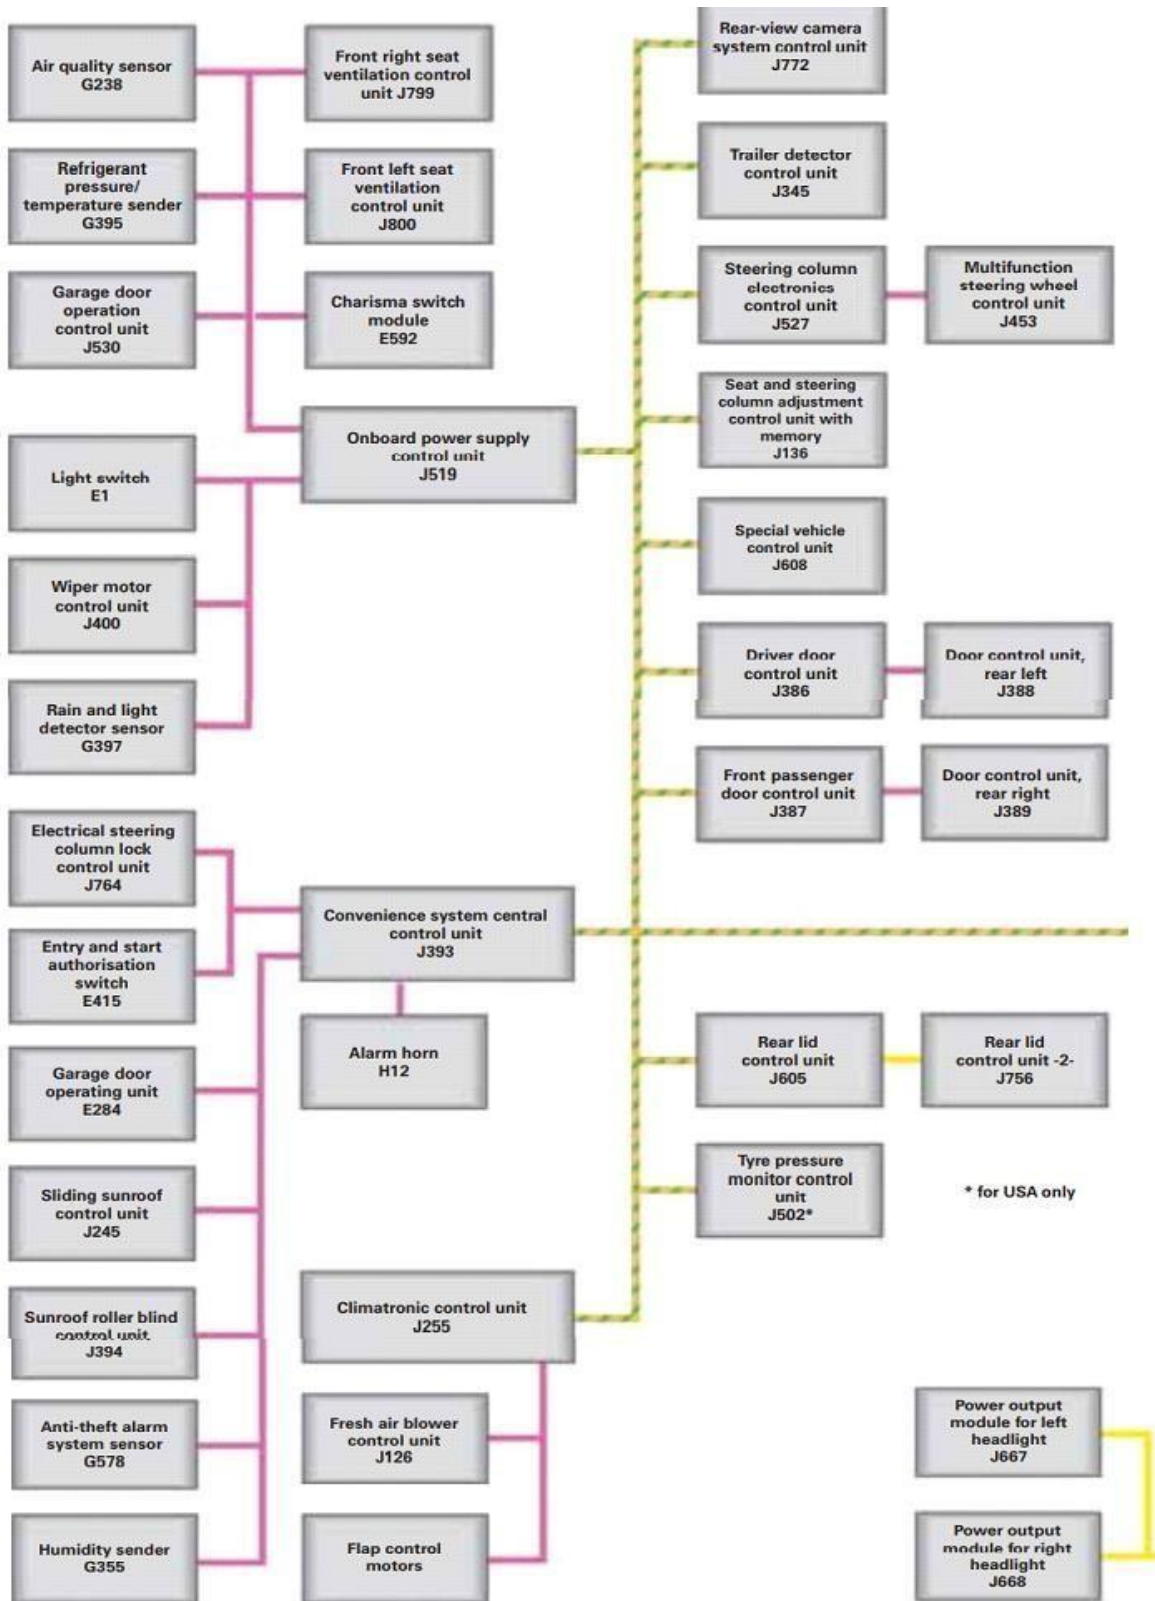 Air quality sensor
G238
Front right seat
ventilation control
unit J799
Rear-view camera
system control unit
J772
Refrigerant
pressure/
temperature sender
G395
Front left seat
ventilation
control unit
J800
Trailer detector
control unit
J345
Garage door
operation
control unit
J530
Charisma switch
module
E592
Steering column
electronics
control unit
J527
Multifunction
steering wheel
control unit
J453
Seat and steering
column adjustment
control unit with
memory
J136
Onboard power supply
control unit
J519
Light switch
E1
Special vehicle
control unit
J608
Wiper motor
control unit
J400
Driver door
control unit
J386
Door control unit,
rear left
J388
Rain and light
detector sensor
G397
Front passenger
door control unit
J387
Door control unit,
rear right
J389
Electrical steering
column lock
control unit
J764
Convenience system central
control unit
J393
Entry and start
authorisation
switch
E415
Alarm horn
H12
Rear lid
control unit
J605
Rear lid
control unit -2-
J756
Garage door
operating unit
E284
Tyre pressure
monitor control
unit
J502*
* for USA only
Sliding sunroof
control unit
J245
Climatronic control unit
J255
Sunroof roller blind
control unit
J394
Anti-theft alarm
system sensor
G578
Fresh air blower
control unit
J126
Power output
module for left
headlight
J667
Humidity sender
G355
Flap control
motors
Power output
module for right
headlight
J668